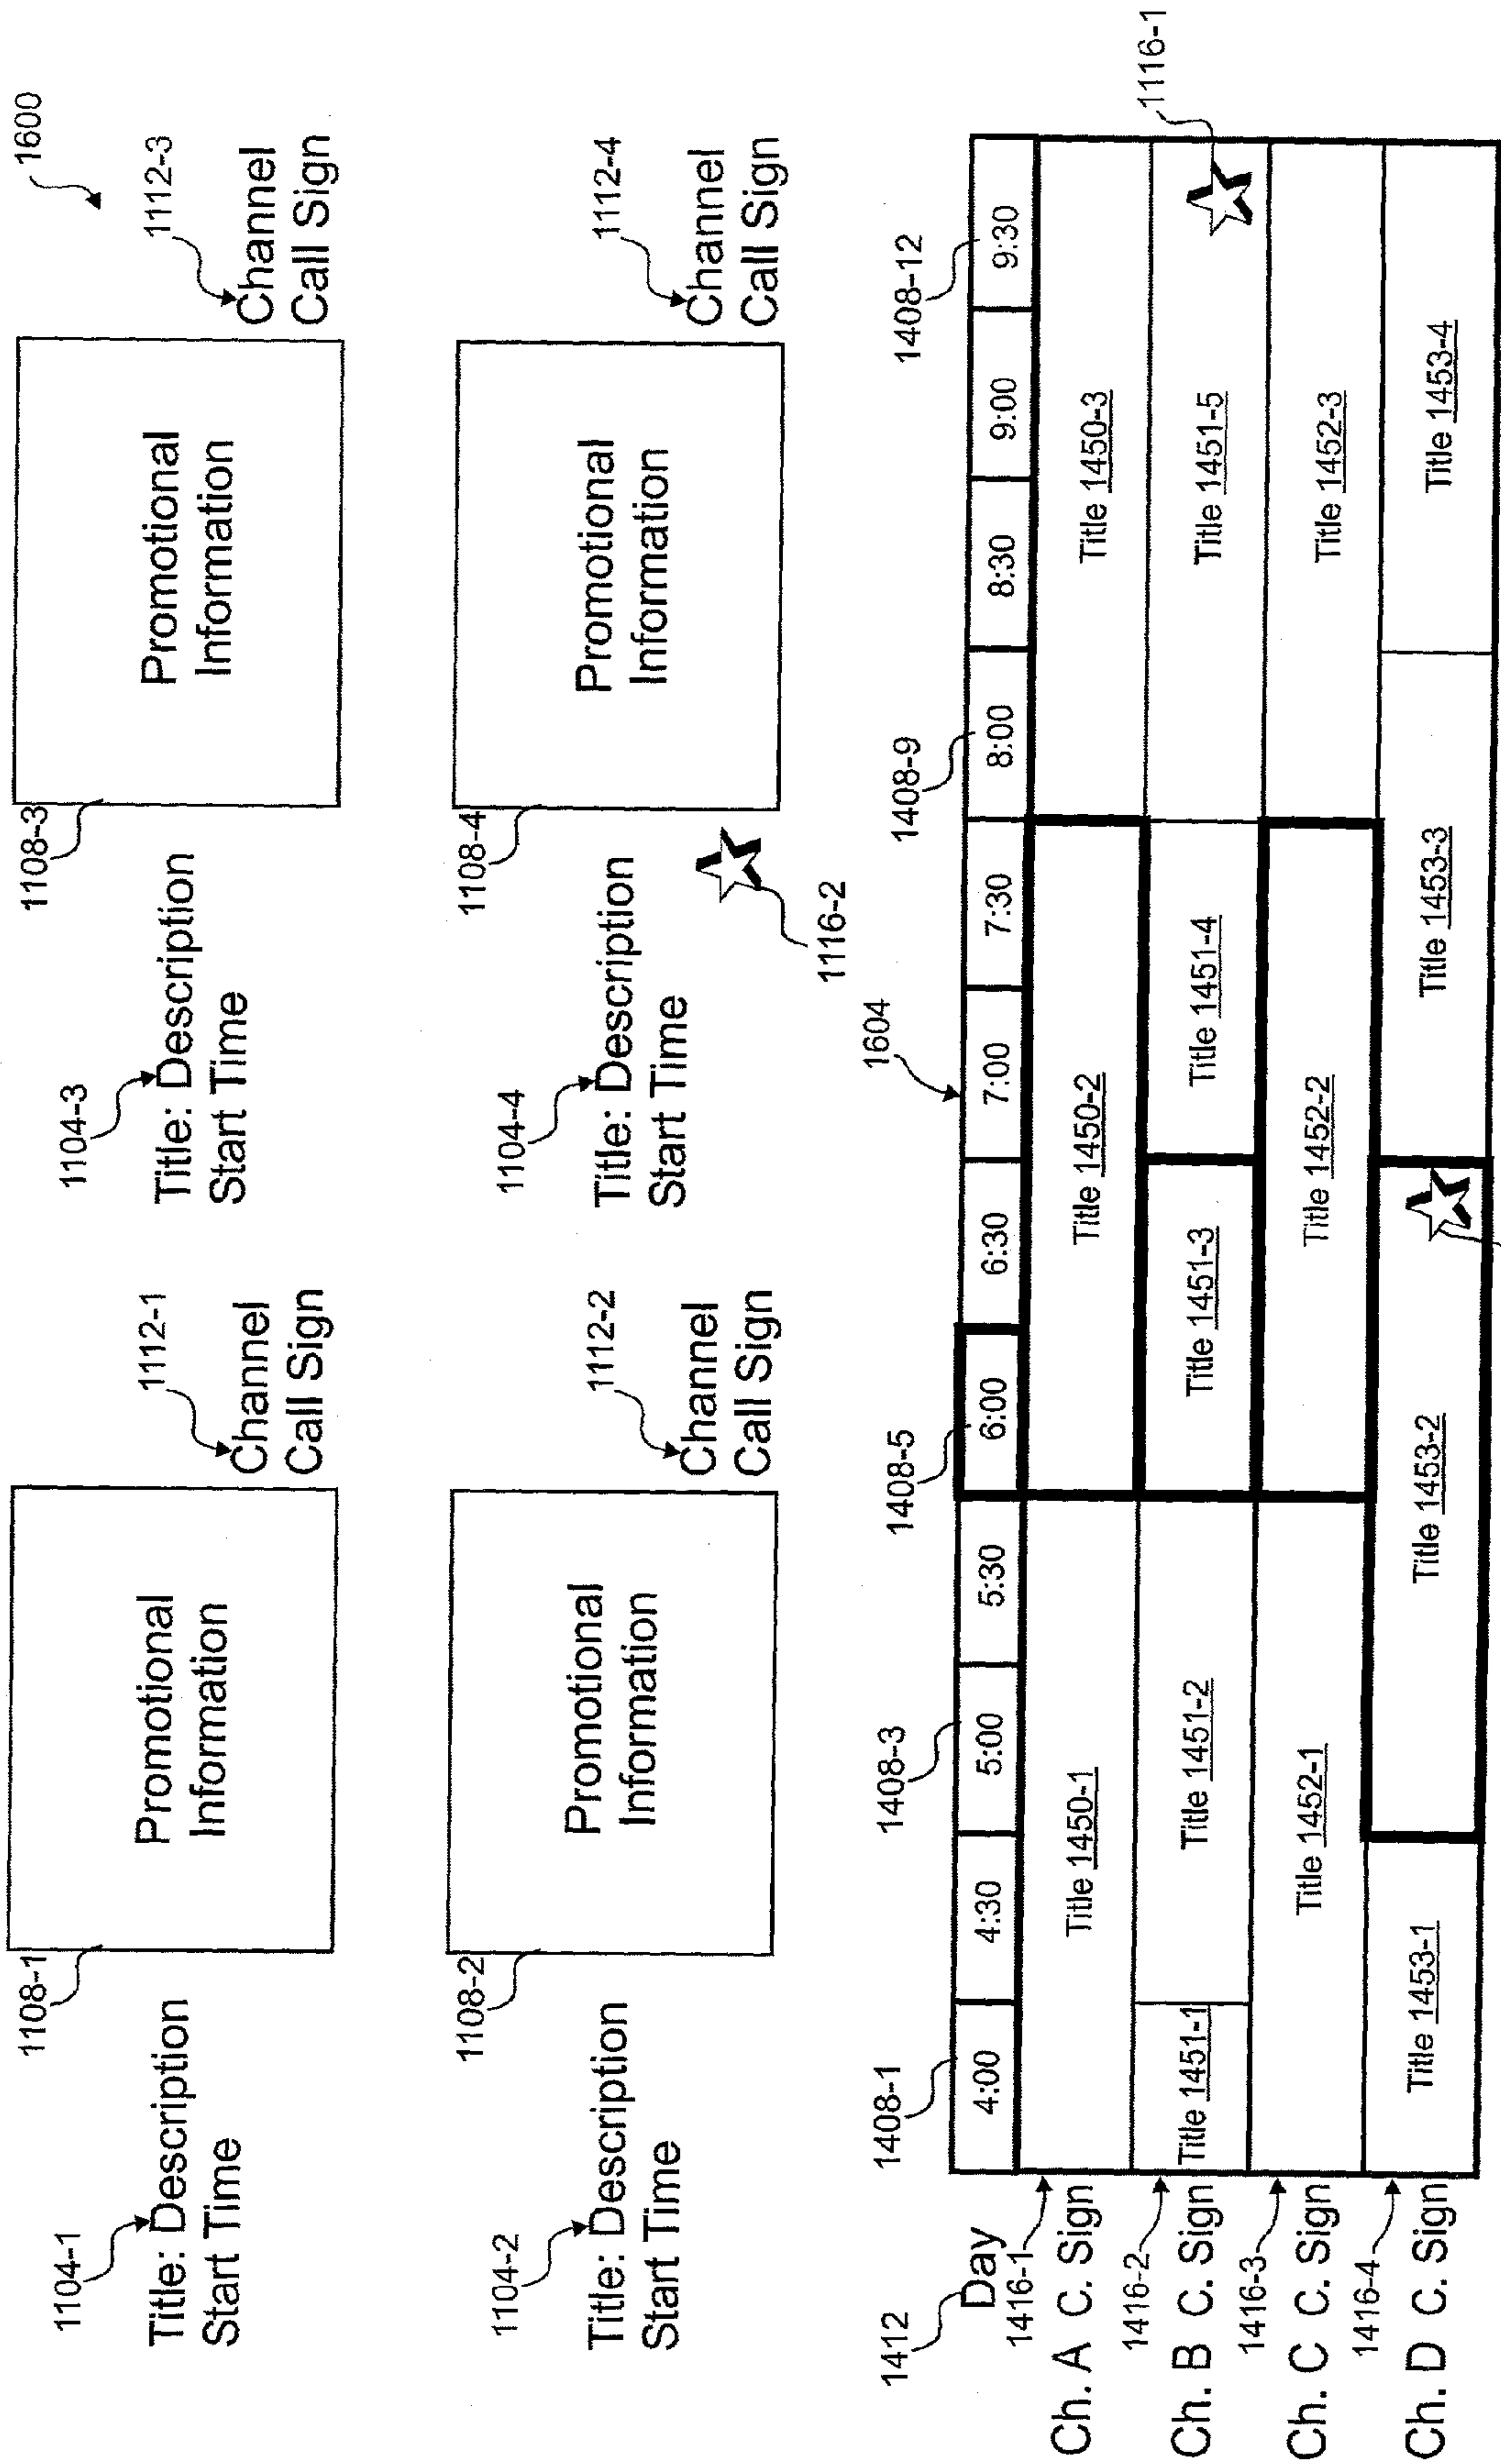 1600
1104-1
Title: Description
Start Time
1108-1
Promotional
Information
1112-1
Channel
Call Sign
1104-3
Title: Description
Start Time
1108-3
Promotional
Information
1112-3
Channel
Call Sign
1104-2
Title: Description
Start Time
1108-2
Promotional
Information
1112-2
Channel
Call Sign
1104-4
Title: Description
Start Time
1116-2
1108-4
Promotional
Information
1112-4
Channel
Call Sign
1412
Day
1408-1
1408-3
1408-5
1604
1408-9
1408-12
4:00 4:30 5:00 5:30 6:00 6:30 7:00 7:30 8:00 8:30 9:00 9:30
1416-1
Ch. A C. Sign
Title 1450-1
Title 1450-2
Title 1450-3
1416-2
Ch. B C. Sign
Title 1451-1
Title 1451-2
Title 1451-3
Title 1451-4
Title 1451-5
1116-1
1416-3
Ch. C C. Sign
Title 1452-1
Title 1452-2
Title 1452-3
1416-4
Ch. D C. Sign
Title 1453-1
Title 1453-2
Title 1453-3
Title 1453-4